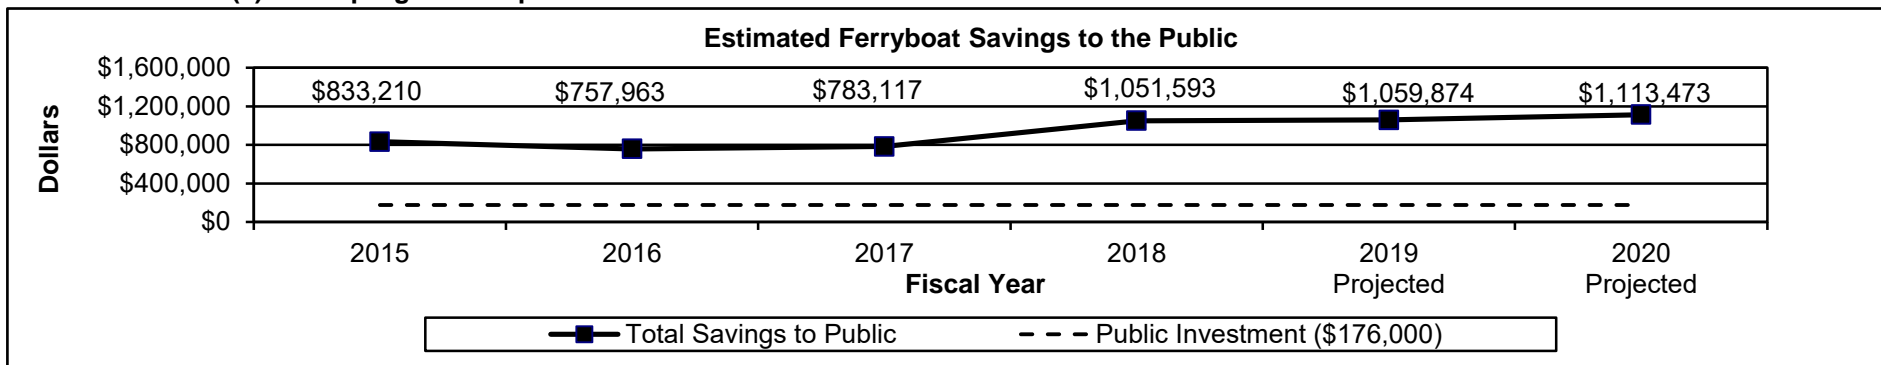 Estimated Ferryboat Savings to the Public
$1,600,000
$1,200,000
$800,000
$400,000
$0
Dollars
$833,210 $757,963 $783,117 $1,051,593 $1,059,874 $1,113,473
2015 2016 2017 2018 2019 2020
Projected Projected
Fiscal Year
Total Savings to Public Public Investment ($176,000)